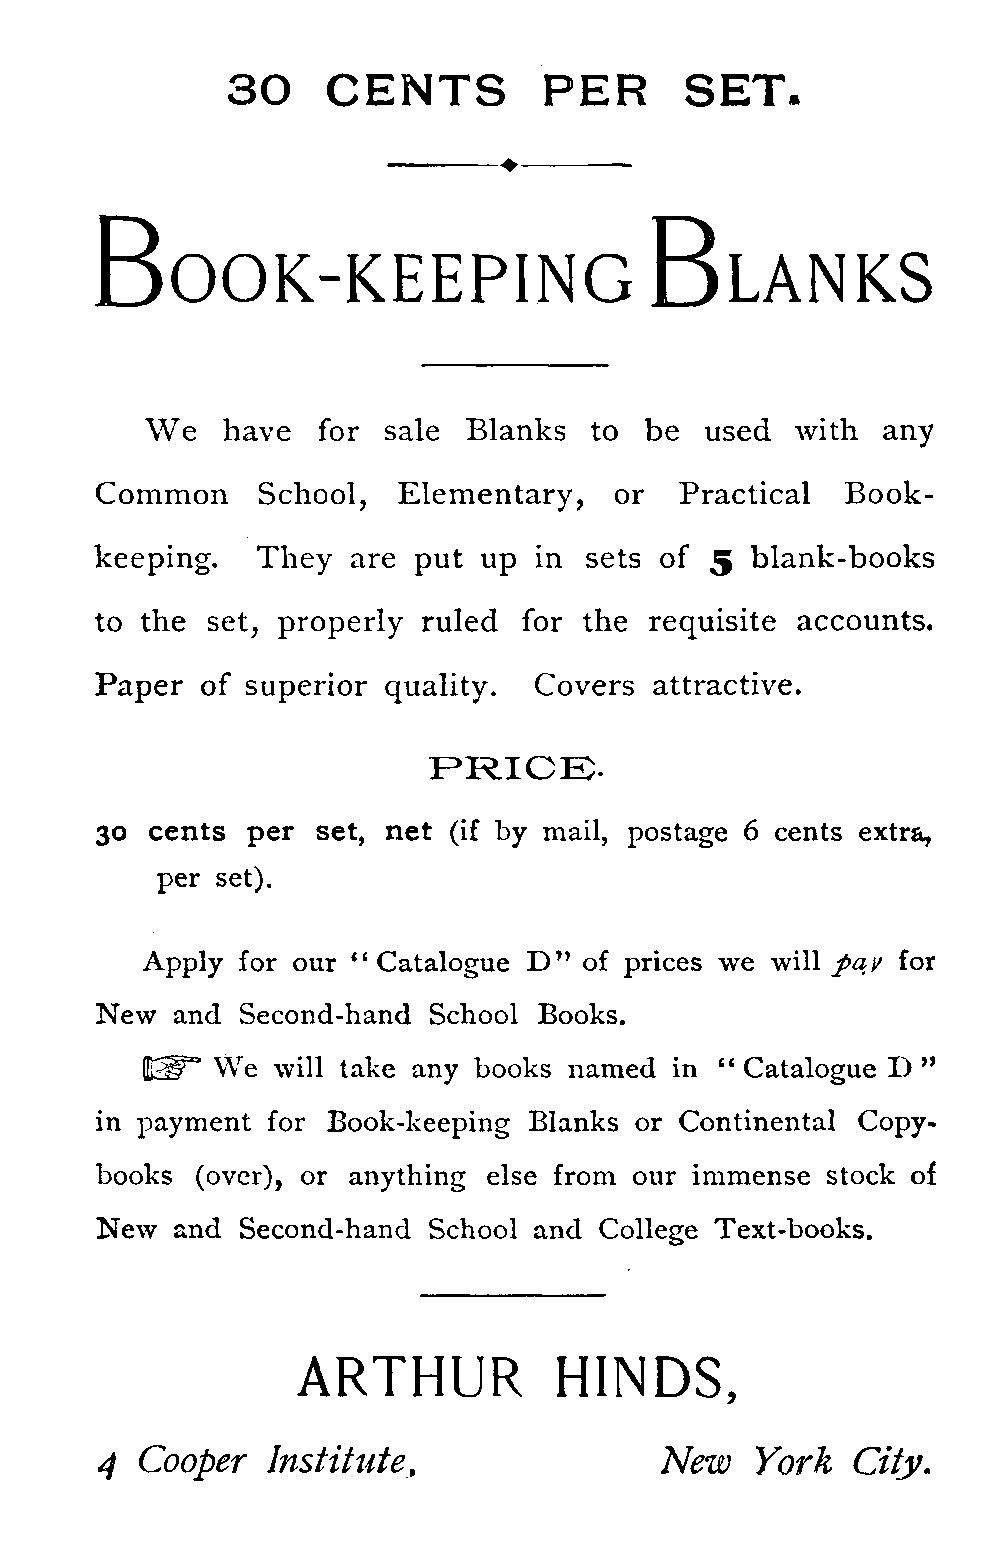 30 CENTS PER SET.
BOOK-KEEPING BLANKS
We have for sale Blanks to be used with any
Common School, Elementary, or Practical Book-
keeping. They are put up in sets of 5 blank-books
to the set, properly ruled for the requisite accounts.
Paper of superior quality. Covers attractive.
PRICE.
30 cents per set, net (if by mail, postage 6 cents extra,
per set).
Apply for our “Catalogue D” of prices we will pay for
New and Second-hand School Books.
☞ We will take any books named in “Catalogue D”
in payment for Book-keeping Blanks or Continental Copy-
books (over), or anything else from our immense stock of
New and Second-hand School and College Text-books.
ARTHUR HINDS,
4 Cooper Institute, New York City.